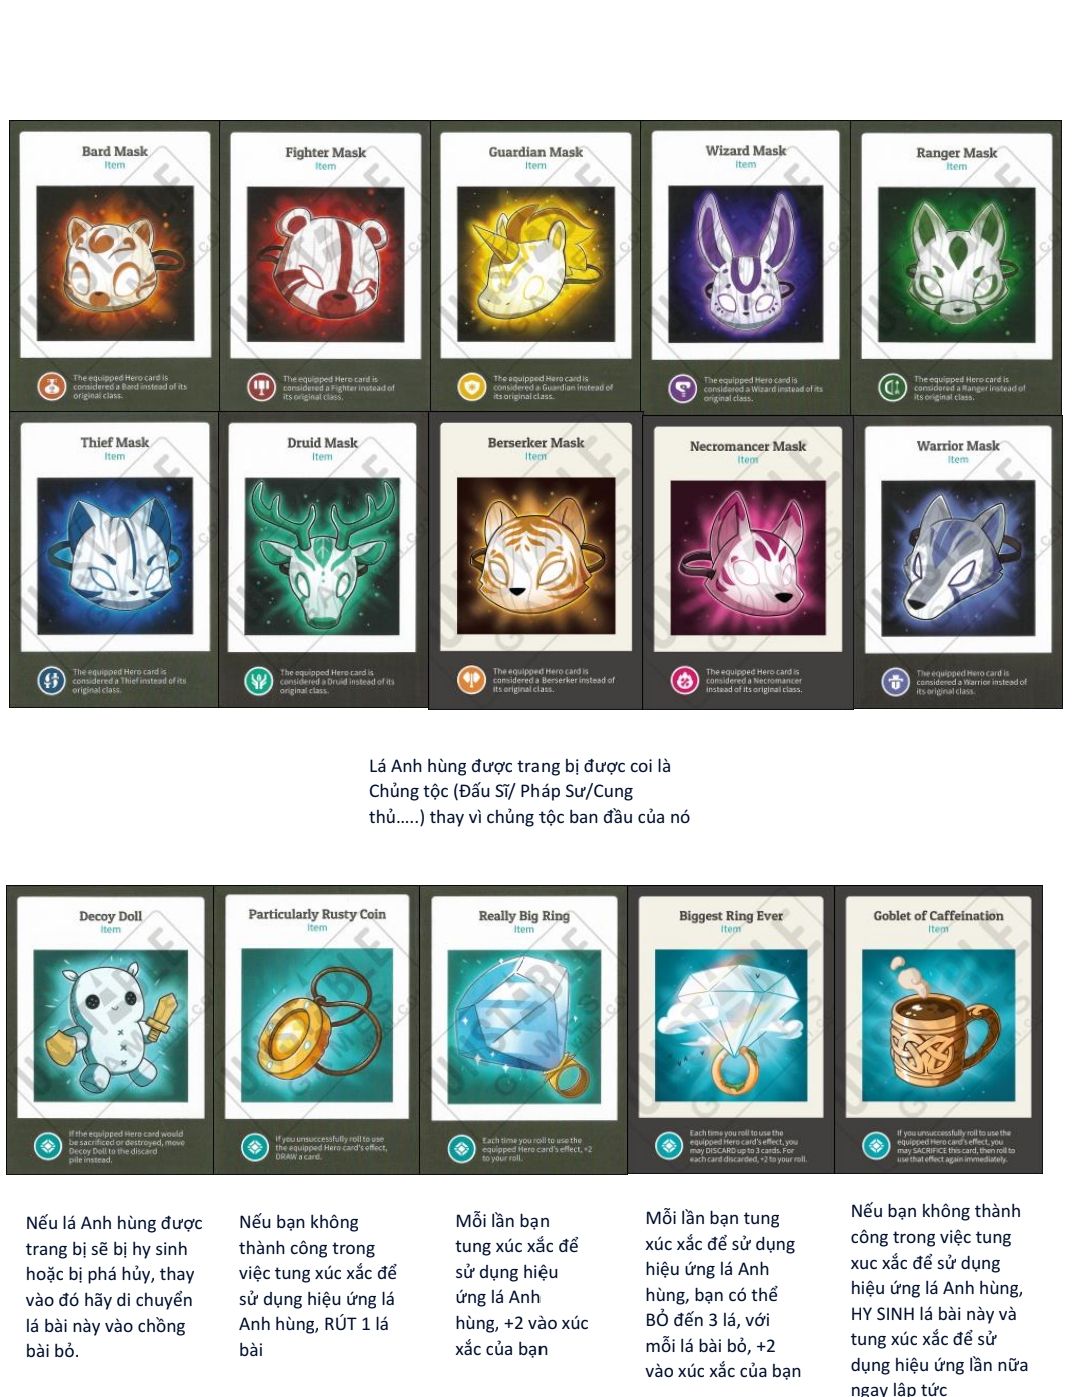 Bard Mask
Item
The equipped Hero card is
considered a Bard instead of its
original class.
Fighter Mask
Item
The equipped Hero card is
considered a Fighter instead of
its original class.
Guardian Mask
Item
The equipped Hero card is
considered a Guardian instead of
its original class.
Wizard Mask
Item
The equipped Hero card is
considered a Wizard instead of its
original class.
Ranger Mask
Item
The equipped Hero card is
considered a Ranger instead of
its original class.
Thief Mask
Item
The equipped Hero card is
considered a Thief instead of its
original class.
Druid Mask
Item
The equipped Hero card is
considered a Druid instead of its
original class.
Berserker Mask
Item
The equipped Hero card is
considered a Berserker instead of
its original class.
Necromancer Mask
Item
The equipped Hero card is
considered a Necromancer
instead of its original class.
Warrior Mask
Item
The equipped Hero card is
considered a Warrior instead of
its original class.
Lá Anh hùng được trang bị được coi là
Chủng tộc (Đấu Sĩ/ Pháp Sư/Cung
thủ.....) thay vì chủng tộc ban đầu của nó
Decoy Doll
Item
If the equipped Hero card would
be sacrificed or destroyed, move
Decoy Doll to the discard
pile instead.
Particularly Rusty Coin
Item
If you unsuccessfully roll to use
the equipped Hero card's effect,
DRAW a card.
Really Big Ring
Item
Each time you roll to use the
equipped Hero card's effect, +2
to your roll.
Biggest Ring Ever
Item
Each time you roll to use the
equipped Hero card's effect, you
may DISCARD up to 3 cards. For
each card discarded, +2 to your roll.
Goblet of Caffeination
Item
If you unsuccessfully roll to use the
equipped Hero card's effect, you
may SACRIFICE this card, then roll to
use that effect again immediately.
Nếu lá Anh hùng được
trang bị sẽ bị hy sinh
hoặc bị phá hủy, thay
vào đó hãy di chuyển
lá bài này vào chồng
bài bỏ.
Nếu bạn không
thành công trong
việc tung xúc xắc để
sử dụng hiệu ứng lá
Anh hùng, RÚT 1 lá
bài
Mỗi lần bạn
tung xúc xắc để
sử dụng hiệu
ứng lá Anh
hùng, +2 vào xúc
xắc của bạn
Mỗi lần bạn tung
xúc xắc để sử dụng
hiệu ứng lá Anh
hùng, bạn có thể
BỎ đến 3 lá, với
mỗi lá bài bỏ, +2
vào xúc xắc của bạn
Nếu bạn không thành
công trong việc tung
xuc xắc để sử dụng
hiệu ứng lá Anh hùng,
HY SINH lá bài này và
tung xúc xắc để sử
dụng hiệu ứng lần nữa
ngay lập tức